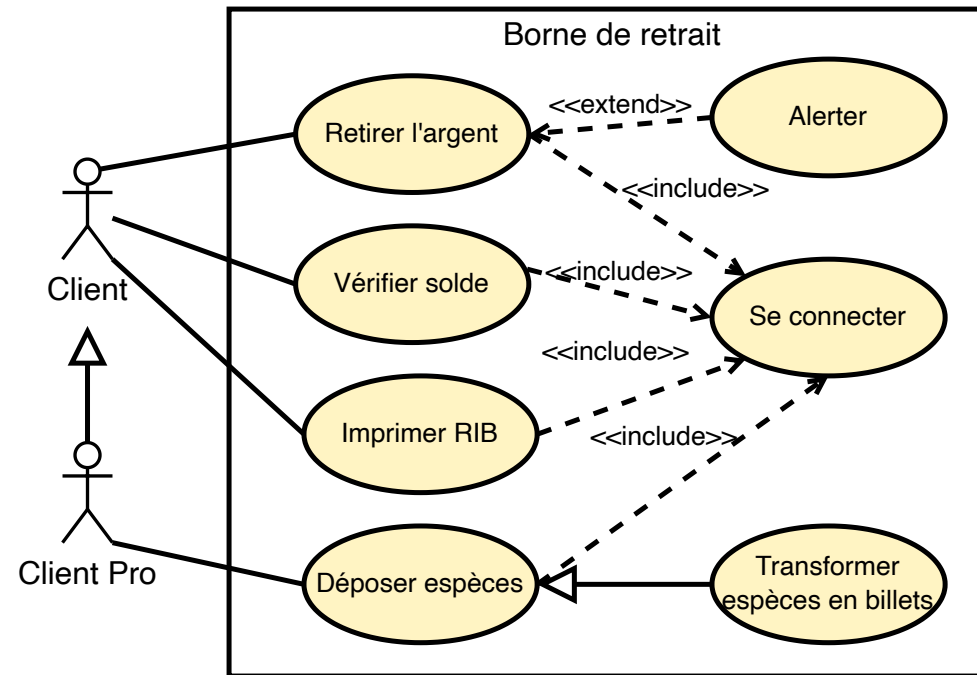 Borne de retrait
Retirer l'argent
<<extend>>
Alerter
<<include>>
Client
Vérifier solde
<<include>>
Se connecter
<<include>>
Imprimer RIB
<<include>>
Client Pro
Déposer espèces
Transformer
espèces en billets